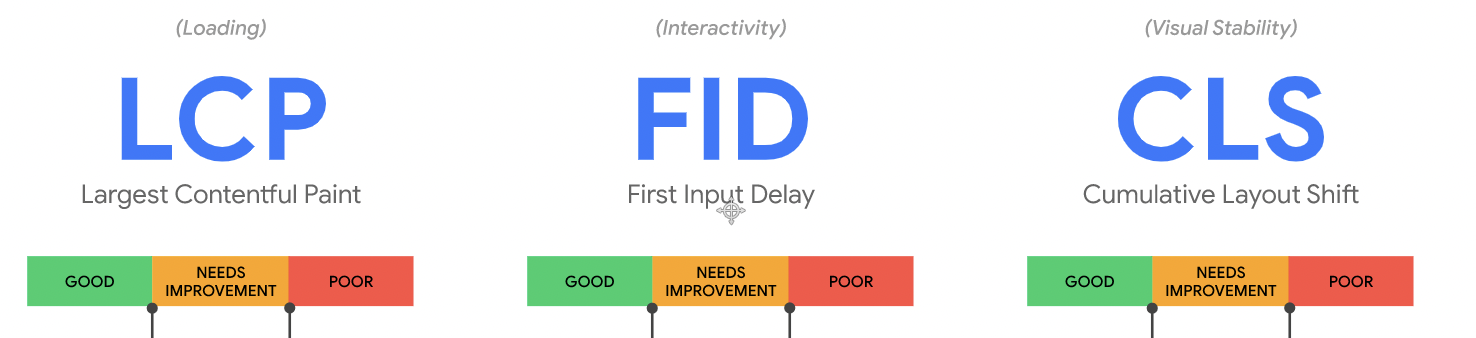 (Loading)
LCP
Largest Contentful Paint
GOOD
NEEDS
IMPROVEMENT
POOR
(Interactivity)
FID
First Input Delay
GOOD
NEEDS
IMPROVEMENT
POOR
(Visual Stability)
CLS
Cumulative Layout Shift
GOOD
NEEDS
IMPROVEMENT
POOR